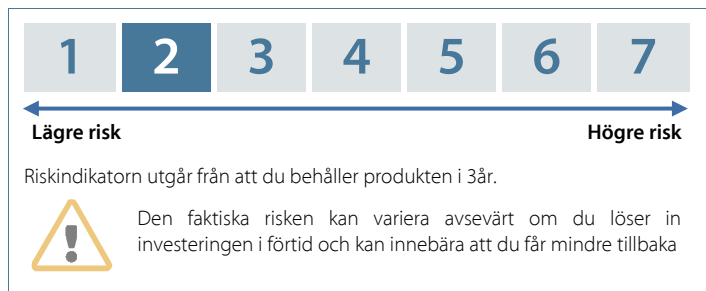 1 2 3 4 5 6 7
Lägre risk Högre risk
Riskindikatorn utgår från att du behåller produkten i 3år.
Den faktiska risken kan variera avsevärt om du löser in
investeringen i förtid och kan innebära att du får mindre tillbaka